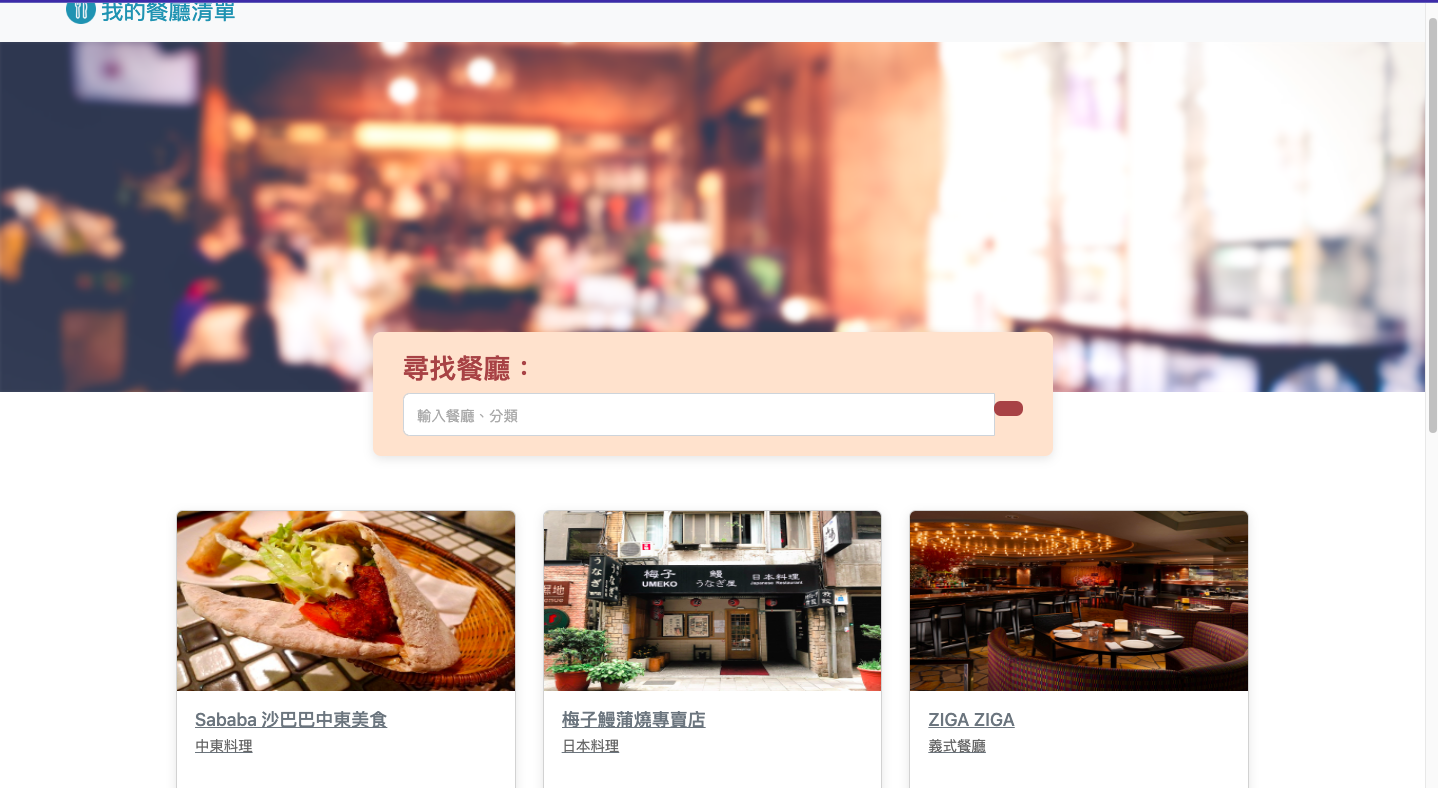 我的餐廳清單
尋找餐廳：
輸入餐廳、分類
梅子
UMEKO
鰻
うなぎ屋
日本料理
Japanese Restaurant
うなぎ
Sababa 沙巴巴中東美食
中東料理
梅子鰻蒲燒專賣店
日本料理
ZIGA ZIGA
義式餐廳